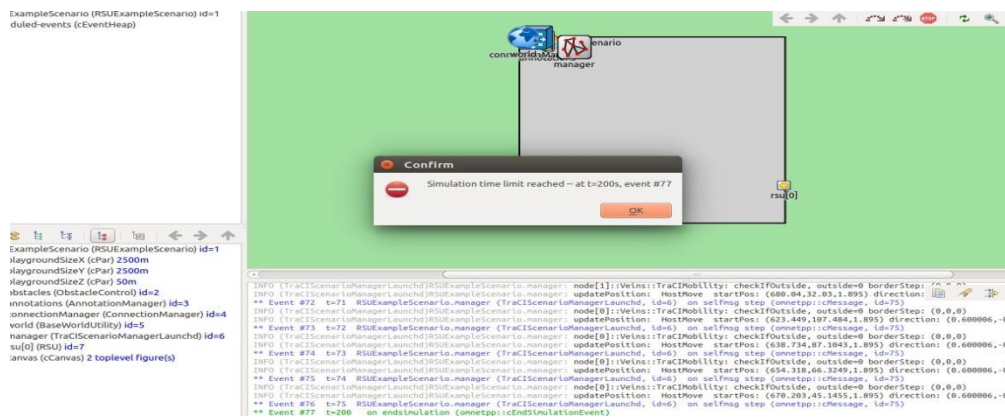 ExampleScenario (RSUExampleScenario) id=1
duled-events (cEventHeap)
STOP
enario
manager
rsu[0]
Confirm
Simulation time limit reached -- at t=200s, event #77
OK
ExampleScenario (RSUExampleScenario) id=1
playgroundSizeX (cPar) 2500m
playgroundSizeY (cPar) 2500m
playgroundSizeZ (cPar) 50m
obstacles (ObstacleControl) id=2
annotations (AnnotationManager) id=3
connectionManager (ConnectionManager) id=4
world (BaseWorldUtility) id=5
manager (TraCIScenarioManagerLaunchd) id=6
rsu[0] (RSU) id=7
canvas (cCanvas) 2 toplevel figure(s)
INFO (TraCIScenarioManagerLaunchd)RSUExampleScenario.manager: node[1]::Veins::TraCIMobility: checkIfOutside, outside=0 borderStep:
INFO (TraCIScenarioManagerLaunchd)RSUExampleScenario.manager: updatePosition: HostMove startPos: (680.04,32.03,1.895) direction:
** Event #72 t=71 RSUExampleScenario.manager (TraCIScenarioManagerLaunchd, id=6) on selfmsg step (omnetpp::cMessage, id=75)
INFO (TraCIScenarioManagerLaunchd)RSUExampleScenario.manager: node[0]::Veins::TraCIMobility: checkIfOutside, outside=0 borderStep: (0,0,0)
INFO (TraCIScenarioManagerLaunchd)RSUExampleScenario.manager: updatePosition: HostMove startPos: (623.449,107.484,1.895) direction: (0.600006,-
** Event #73 t=72 RSUExampleScenario.manager (TraCIScenarioManagerLaunchd, id=6) on selfmsg step (omnetpp::cMessage, id=75)
INFO (TraCIScenarioManagerLaunchd)RSUExampleScenario.manager: node[0]::Veins::TraCIMobility: checkIfOutside, outside=0 borderStep: (0,0,0)
INFO (TraCIScenarioManagerLaunchd)RSUExampleScenario.manager: updatePosition: HostMove startPos: (638.734,87.1043,1.895) direction: (0.600006,-
** Event #74 t=73 RSUExampleScenario.manager (TraCIScenarioManagerLaunchd, id=6) on selfmsg step (omnetpp::cMessage, id=75)
INFO (TraCIScenarioManagerLaunchd)RSUExampleScenario.manager: node[0]::Veins::TraCIMobility: checkIfOutside, outside=0 borderStep: (0,0,0)
INFO (TraCIScenarioManagerLaunchd)RSUExampleScenario.manager: updatePosition: HostMove startPos: (654.318,66.3249,1.895) direction: (0.600006,-
** Event #75 t=74 RSUExampleScenario.manager (TraCIScenarioManagerLaunchd, id=6) on selfmsg step (omnetpp::cMessage, id=75)
INFO (TraCIScenarioManagerLaunchd)RSUExampleScenario.manager: node[0]::Veins::TraCIMobility: checkIfOutside, outside=0 borderStep: (0,0,0)
INFO (TraCIScenarioManagerLaunchd)RSUExampleScenario.manager: updatePosition: HostMove startPos: (670.203,45.1455,1.895) direction: (0.600006,-
** Event #76 t=75 RSUExampleScenario.manager (TraCIScenarioManagerLaunchd, id=6) on selfmsg step (omnetpp::cMessage, id=75)
** Event #77 t=200 on endsimulation (omnetpp::cEndSimulationEvent)